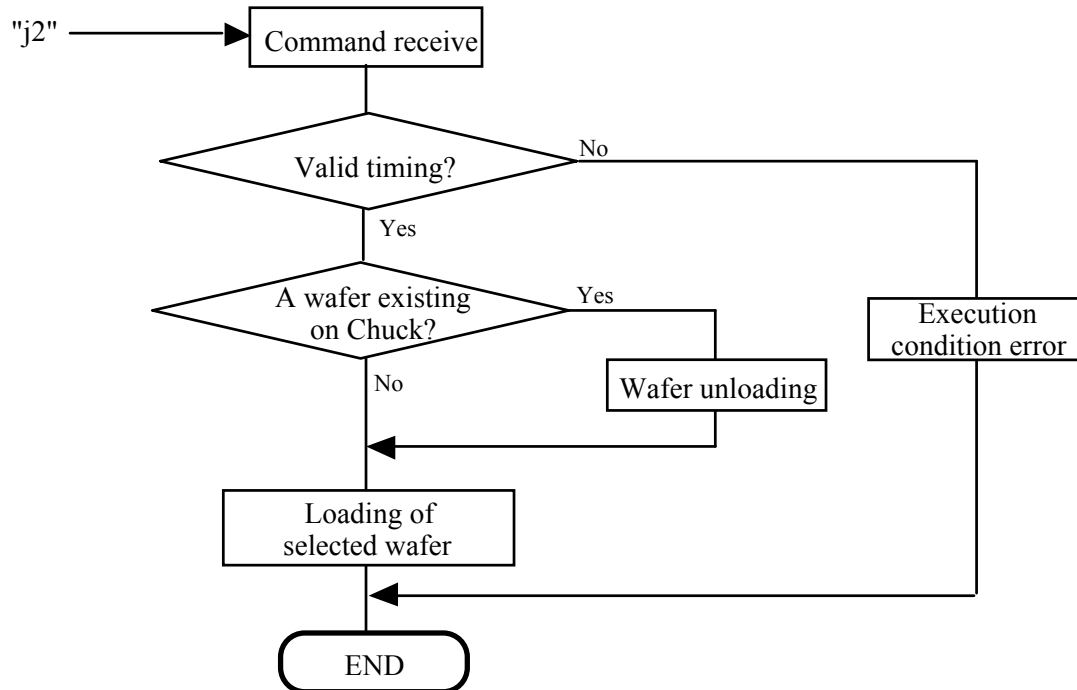 "j2"
Command receive
Valid timing?
No
Yes
A wafer existing
on Chuck?
Yes
No
Wafer unloading
Execution
condition error
Loading of
selected wafer
END